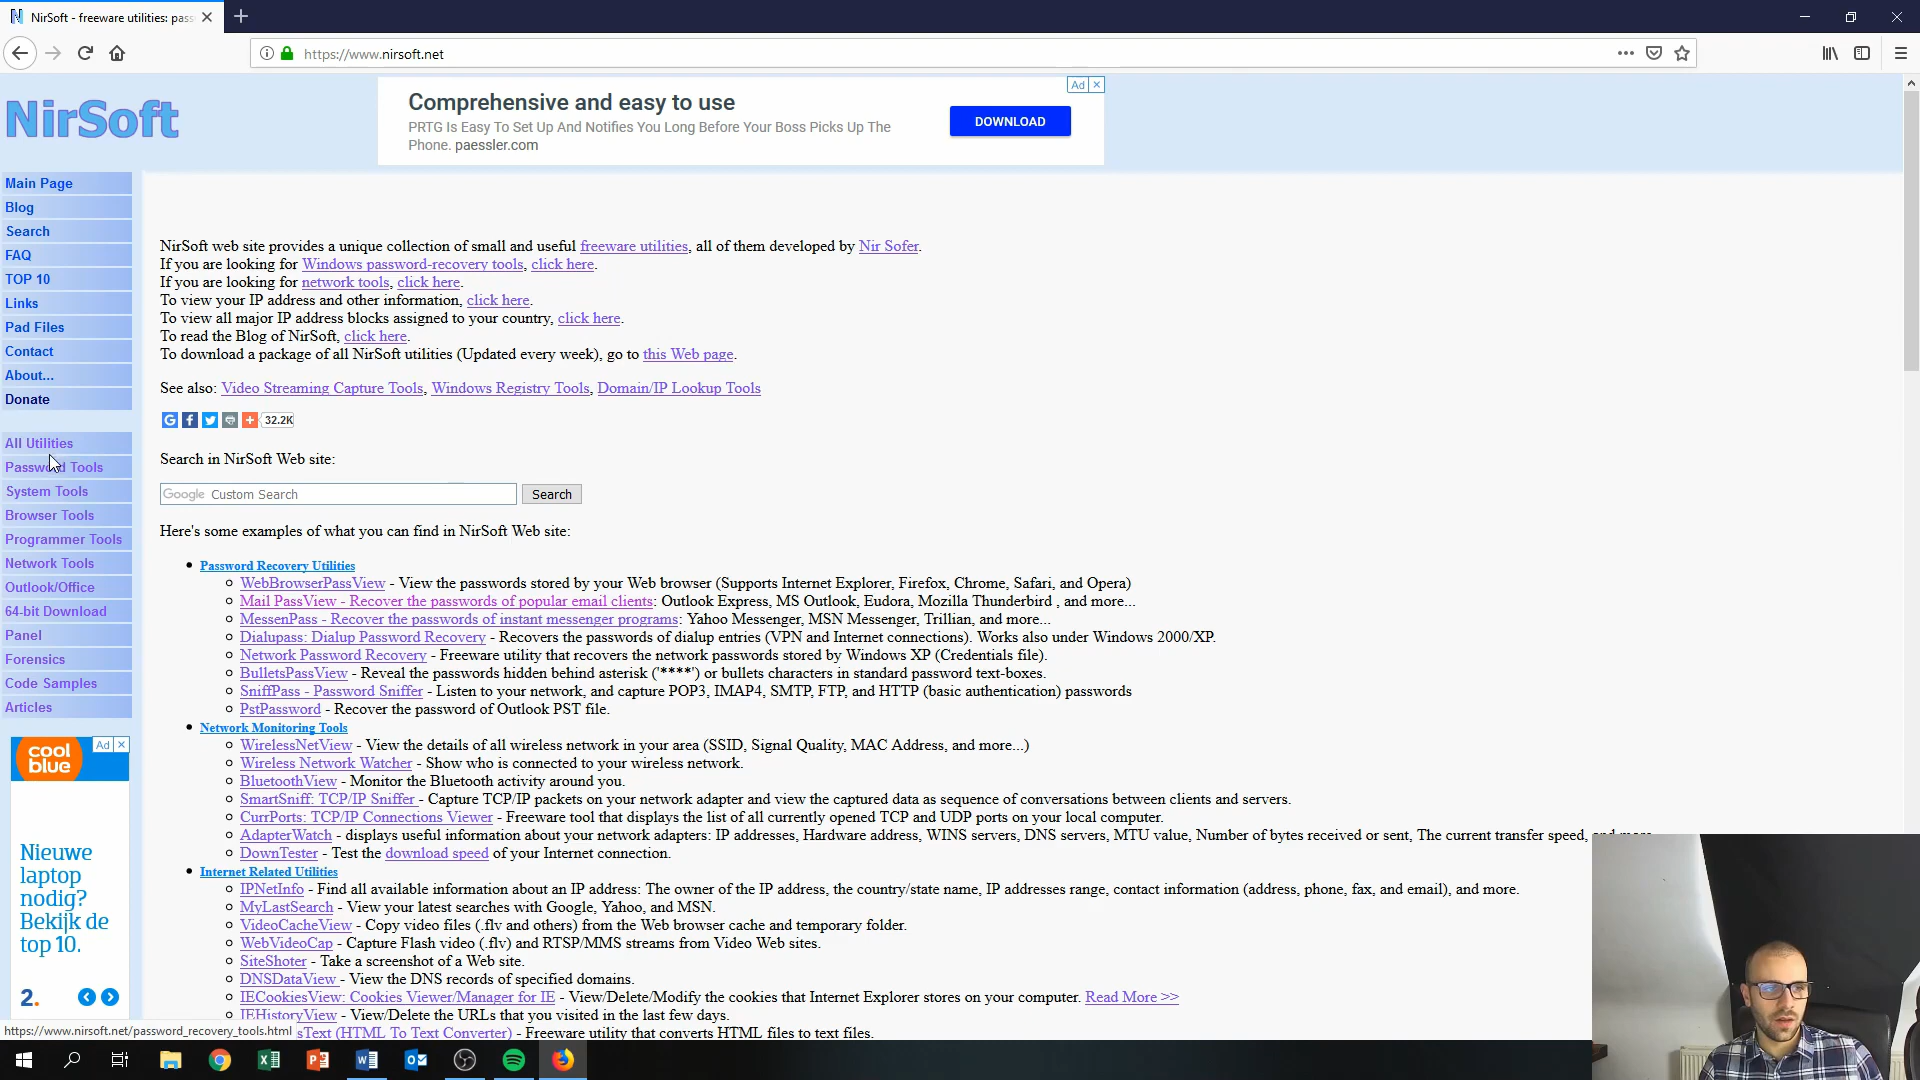 NirSoft - freeware utilities: pass
https://www.nirsoft.net
NirSoft
Ad
Comprehensive and easy to use
PRTG Is Easy To Set Up And Notifies You Long Before Your Boss Picks Up The
Phone. paessler.com
DOWNLOAD
Main Page
Blog
Search
FAQ
TOP 10
Links
Pad Files
Contact
About...
Donate
All Utilities
Password Tools
System Tools
Browser Tools
Programmer Tools
Network Tools
Outlook/Office
64-bit Download
Panel
Forensics
Code Samples
Articles
Ad
cool
blue
Nieuwe
laptop
nodig?
Bekijk de
top 10.
2.
NirSoft web site provides a unique collection of small and useful freeware utilities, all of them developed by Nir Sofer.
If you are looking for Windows password-recovery tools, click here.
If you are looking for network tools, click here.
To view your IP address and other information, click here.
To view all major IP address blocks assigned to your country, click here.
To read the Blog of NirSoft, click here.
To download a package of all NirSoft utilities (Updated every week), go to this Web page.
See also: Video Streaming Capture Tools, Windows Registry Tools, Domain/IP Lookup Tools
32.2K
Search in NirSoft Web site:
Google Custom Search
Search
Here's some examples of what you can find in NirSoft Web site:
Password Recovery Utilities
WebBrowserPassView - View the passwords stored by your Web browser (Supports Internet Explorer, Firefox, Chrome, Safari, and Opera)
Mail PassView - Recover the passwords of popular email clients: Outlook Express, MS Outlook, Eudora, Mozilla Thunderbird , and more...
MessenPass - Recover the passwords of instant messenger programs: Yahoo Messenger, MSN Messenger, Trillian, and more...
Dialupass: Dialup Password Recovery - Recovers the passwords of dialup entries (VPN and Internet connections). Works also under Windows 2000/XP.
Network Password Recovery - Freeware utility that recovers the network passwords stored by Windows XP (Credentials file).
BulletsPassView - Reveal the passwords hidden behind asterisk ('****') or bullets characters in standard password text-boxes.
SniffPass - Password Sniffer - Listen to your network, and capture POP3, IMAP4, SMTP, FTP, and HTTP (basic authentication) passwords
PstPassword - Recover the password of Outlook PST file.
Network Monitoring Tools
WirelessNetView - View the details of all wireless network in your area (SSID, Signal Quality, MAC Address, and more...)
Wireless Network Watcher - Show who is connected to your wireless network.
BluetoothView - Monitor the Bluetooth activity around you.
SmartSniff: TCP/IP Sniffer - Capture TCP/IP packets on your network adapter and view the captured data as sequence of conversations between clients and servers.
CurrPorts: TCP/IP Connections Viewer - Freeware tool that displays the list of all currently opened TCP and UDP ports on your local computer.
AdapterWatch - displays useful information about your network adapters: IP addresses, Hardware address, WINS servers, DNS servers, MTU value, Number of bytes received or sent, The current transfer speed,
DownTester - Test the download speed of your Internet connection.
Internet Related Utilities
IPNetInfo - Find all available information about an IP address: The owner of the IP address, the country/state name, IP addresses range, contact information (address, phone, fax, and email), and more.
MyLastSearch - View your latest searches with Google, Yahoo, and MSN.
VideoCacheView - Copy video files (.flv and others) from the Web browser cache and temporary folder.
WebVideoCap - Capture Flash video (.flv) and RTSP/MMS streams from Video Web sites.
SiteShoter - Take a screenshot of a Web site.
DNSDataView - View the DNS records of specified domains.
IECookiesView: Cookies Viewer/Manager for IE - View/Delete/Modify the cookies that Internet Explorer stores on your computer. Read More >>
IEHistoryView - View/Delete the URLs that you visited in the last few days.
sText (HTML To Text Converter) - Freeware utility that converts HTML files to text files.
https://www.nirsoft.net/password_recovery_tools.html